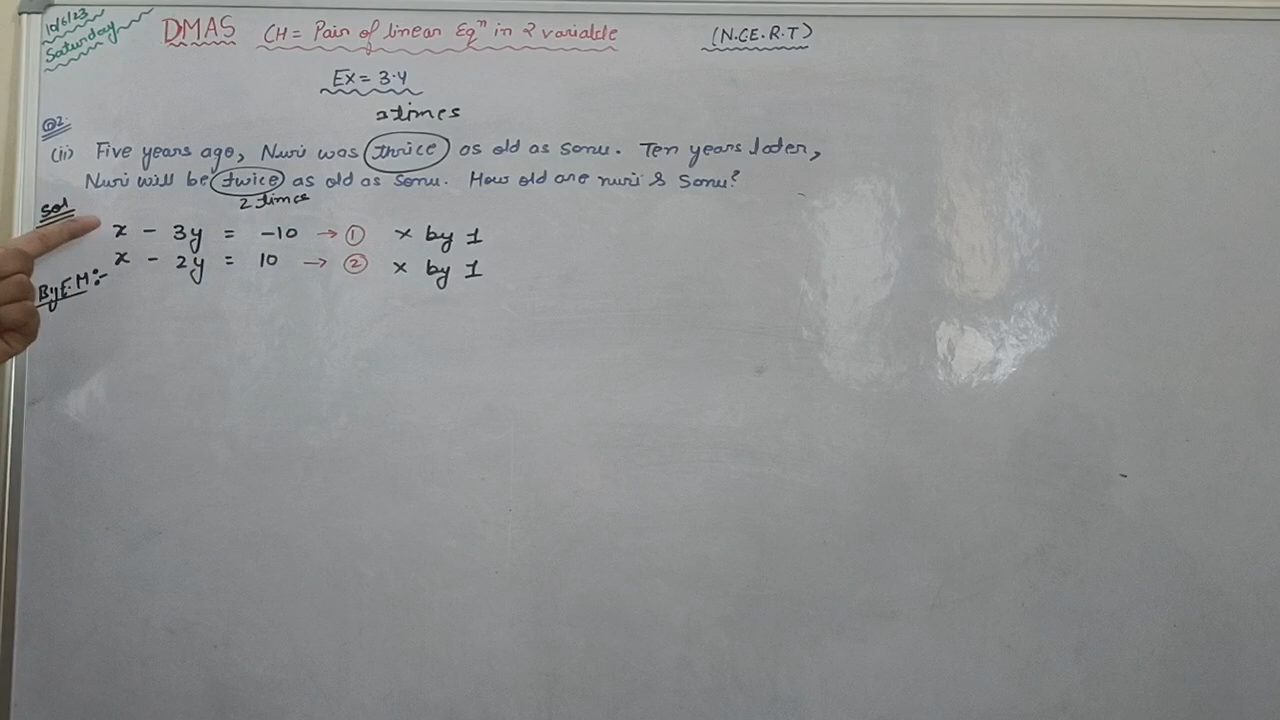 10/6/23
Saturday
DMAS CH = Pair of linear Eqⁿ in 2 variable (N.C.E.R.T)
Ex = 3.4
3 times
Q2.
(ii) Five years ago, Nuri was thrice as old as sonu. Ten years later,
Nuri will be twice as old as Sonu. How old are nuri & Sonu?
2 times
Sol
x - 3y = -10 → ① × by 1
x - 2y = 10 → ② × by 1
By E.M:-